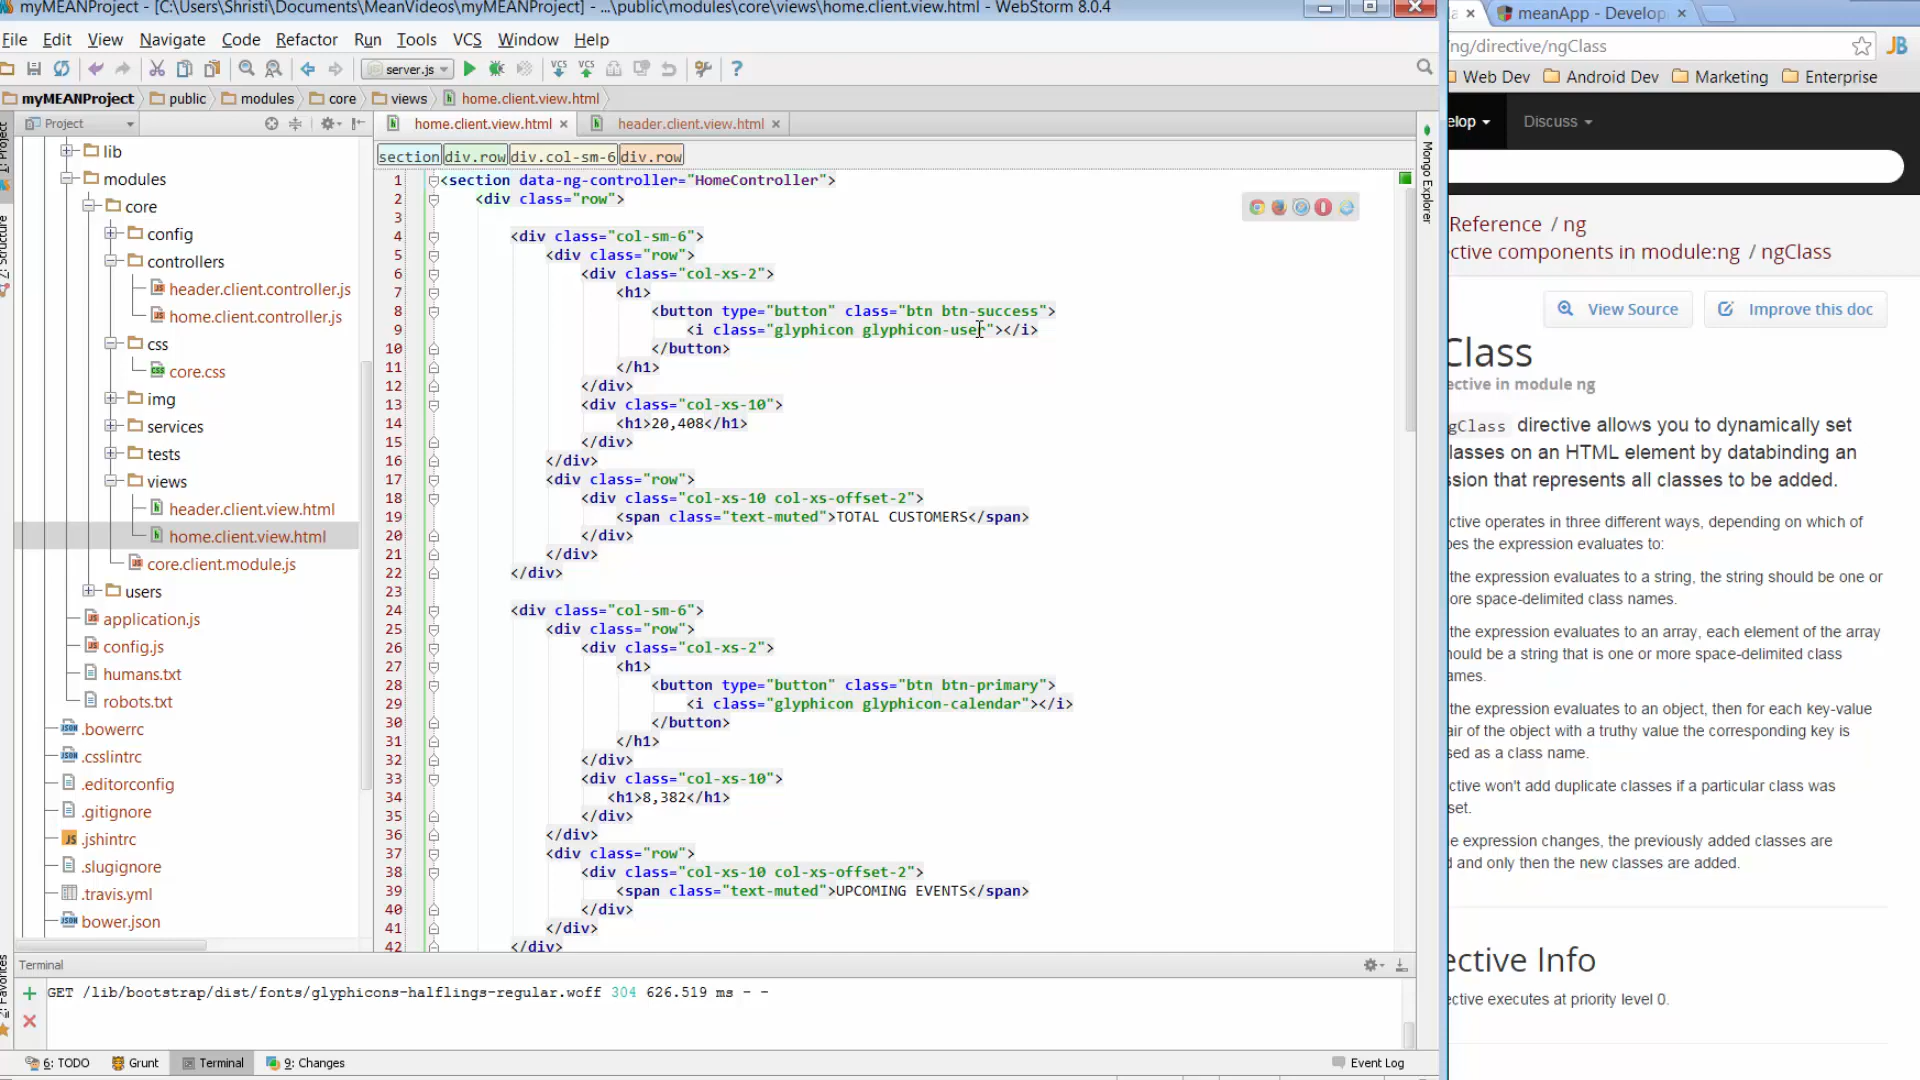 myMEANProject - [C:\Users\Shristi\Documents\MeanVideos\myMEANProject] - ...\public\modules\core\views\home.client.view.html - WebStorm 8.0.4
File Edit View Navigate Code Refactor Run Tools VCS Window Help
server.js VCS VCS
myMEANProject public modules core views home.client.view.html
Project home.client.view.html header.client.view.html
section div.row div.col-sm-6 div.row
1: Project
7: Structure
Favorites
Mongo Explorer
lib
modules
core
config
controllers
header.client.controller.js
home.client.controller.js
css
core.css
img
services
tests
views
header.client.view.html
home.client.view.html
core.client.module.js
users
application.js
config.js
humans.txt
robots.txt
.bowerrc
.csslintrc
.editorconfig
.gitignore
.jshintrc
.slugignore
.travis.yml
bower.json
1 <section data-ng-controller="HomeController">
2 <div class="row">
3
4 <div class="col-sm-6">
5 <div class="row">
6 <div class="col-xs-2">
7 <h1>
8 <button type="button" class="btn btn-success">
9 <i class="glyphicon glyphicon-user"></i>
10 </button>
11 </h1>
12 </div>
13 <div class="col-xs-10">
14 <h1>20,408</h1>
15 </div>
16 </div>
17 <div class="row">
18 <div class="col-xs-10 col-xs-offset-2">
19 <span class="text-muted">TOTAL CUSTOMERS</span>
20 </div>
21 </div>
22 </div>
23
24 <div class="col-sm-6">
25 <div class="row">
26 <div class="col-xs-2">
27 <h1>
28 <button type="button" class="btn btn-primary">
29 <i class="glyphicon glyphicon-calendar"></i>
30 </button>
31 </h1>
32 </div>
33 <div class="col-xs-10">
34 <h1>8,382</h1>
35 </div>
36 </div>
37 <div class="row">
38 <div class="col-xs-10 col-xs-offset-2">
39 <span class="text-muted">UPCOMING EVENTS</span>
40 </div>
41 </div>
42 </div>
Terminal
GET /lib/bootstrap/dist/fonts/glyphicons-halflings-regular.woff 304 626.519 ms - -
6: TODO Grunt Terminal 9: Changes Event Log
meanApp - Develop
/ng/directive/ngClass
Web Dev Android Dev Marketing Enterprise
elop Discuss
Reference / ng
ctive components in module:ng / ngClass
View Source Improve this doc
Class
ective in module ng
gClass directive allows you to dynamically set
lasses on an HTML element by databinding an
ssion that represents all classes to be added.
ctive operates in three different ways, depending on which of
pes the expression evaluates to:
the expression evaluates to a string, the string should be one or
ore space-delimited class names.
the expression evaluates to an array, each element of the array
hould be a string that is one or more space-delimited class
ames.
the expression evaluates to an object, then for each key-value
air of the object with a truthy value the corresponding key is
sed as a class name.
ctive won't add duplicate classes if a particular class was
set.
e expression changes, the previously added classes are
d and only then the new classes are added.
ective Info
ective executes at priority level 0.